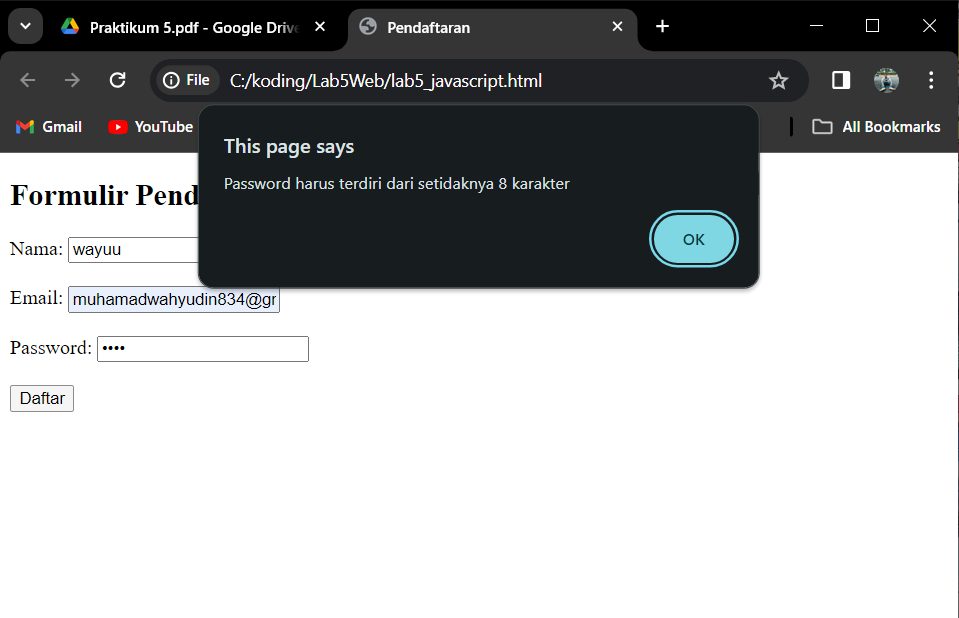 Praktikum 5.pdf - Google Drive
Pendaftaran
File
C:/koding/Lab5Web/lab5_javascript.html
Gmail
YouTube
All Bookmarks
This page says
Password harus terdiri dari setidaknya 8 karakter
OK
Formulir Pend
Nama: wayuu
Email: muhamadwahyudin834@gr
Password: ••••
Daftar